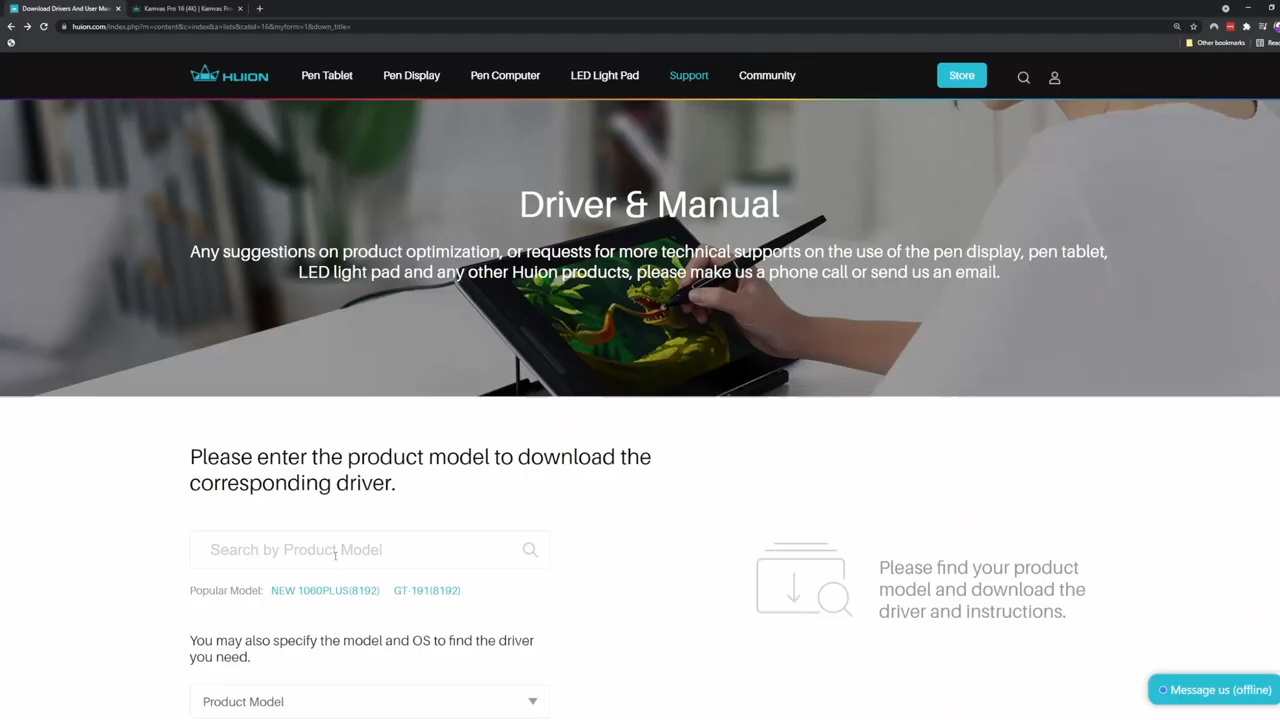 Download Drivers And User Mar
Kamvas Pro 16 (4K) | Kamvas Pro
huion.com/index.php?m=content&c=index&a=lists&catid=16&myform=1&down_title=
Other bookmarks
HUION
Pen Tablet
Pen Display
Pen Computer
LED Light Pad
Support
Community
Store
Driver & Manual
Any suggestions on product optimization, or requests for more technical supports on the use of the pen display, pen tablet,
LED light pad and any other Huion products, please make us a phone call or send us an email.
Please enter the product model to download the
corresponding driver.
Search by Product Model
Popular Model: NEW 1060PLUS(8192) GT-191(8192)
Please find your product
model and download the
driver and instructions.
You may also specify the model and OS to find the driver
you need.
Product Model
Message us (offline)